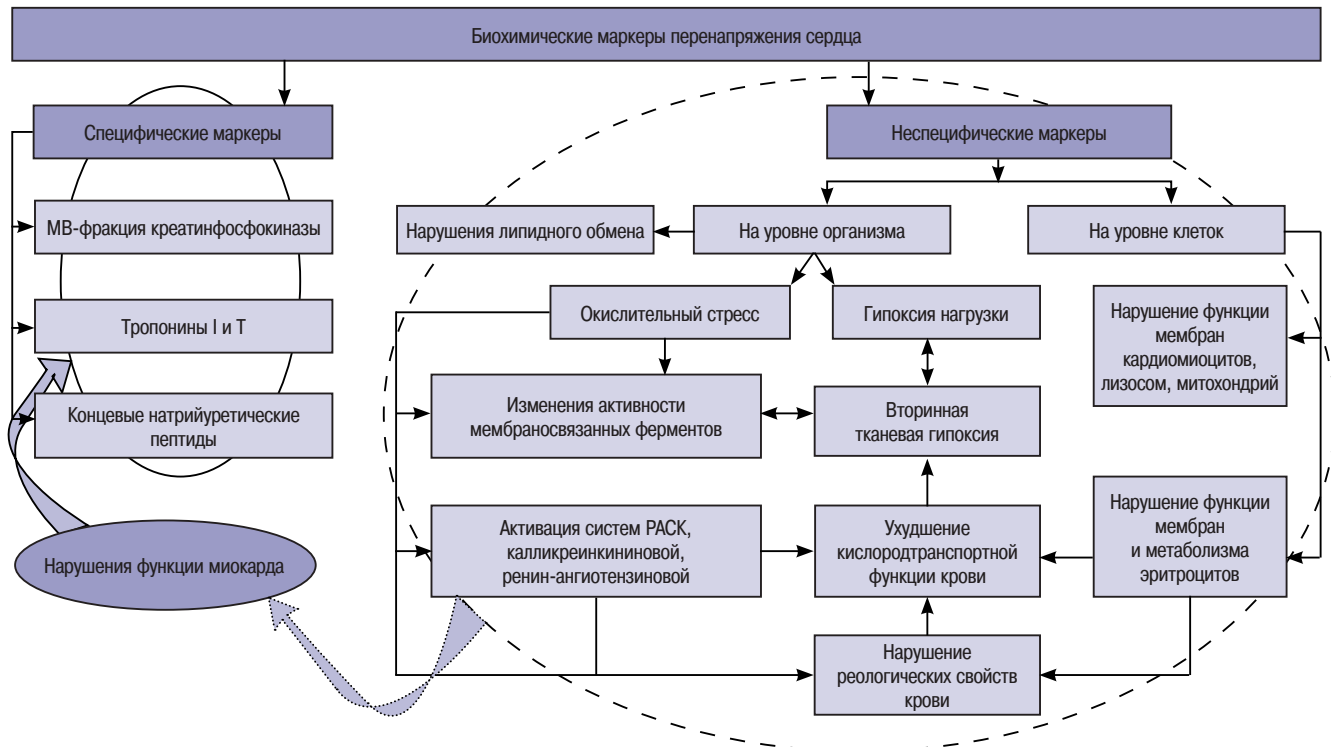 Биохимические маркеры перенапряжения сердца
Специфические маркеры
Неспецифические маркеры
МВ-фракция креатинфосфокиназы
Нарушения липидного обмена
На уровне организма
На уровне клеток
Тропонины I и T
Окислительный стресс
Гипоксия нагрузки
Нарушение функции
мембран
кардиомиоцитов,
лизосом, митохондрий
Концевые натрийуретические
пептиды
Изменения активности
мембраносвязанных ферментов
Вторичная
тканевая гипоксия
Нарушения функции миокарда
Активация систем РАСК,
калликреинкининовой,
ренин-ангиотензиновой
Ухудшение
кислородтранспортной
функции крови
Нарушение функции
мембран
и метаболизма
эритроцитов
Нарушение
реологических свойств
крови